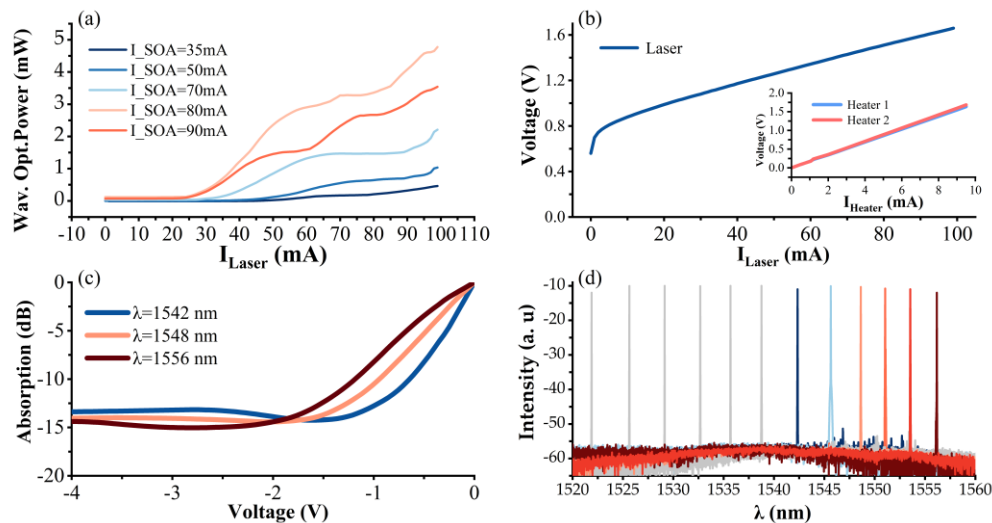 (a)
Wav. Opt.Power (mW)
5
4
3
2
1
0
I_SOA=35mA
I_SOA=50mA
I_SOA=70mA
I_SOA=80mA
I_SOA=90mA
-10 0 10 20 30 40 50 60 70 80 90 100 110
I_Laser (mA)
(b)
Voltage (V)
1.6
1.2
0.8
0.4
0.0
Laser
Voltage (V)
2.0
1.5
1.0
0.5
0.0
Heater 1
Heater 2
0 2 4 6 8 10
I_Heater (mA)
0 20 40 60 80 100
I_Laser (mA)
(c)
Absorption (dB)
0
-5
-10
-15
-20
λ=1542 nm
λ=1548 nm
λ=1556 nm
-4 -3 -2 -1 0
Voltage (V)
(d)
Intensity (a. u)
-10
-20
-30
-40
-50
-60
1520 1525 1530 1535 1540 1545 1550 1555 1560
λ (nm)